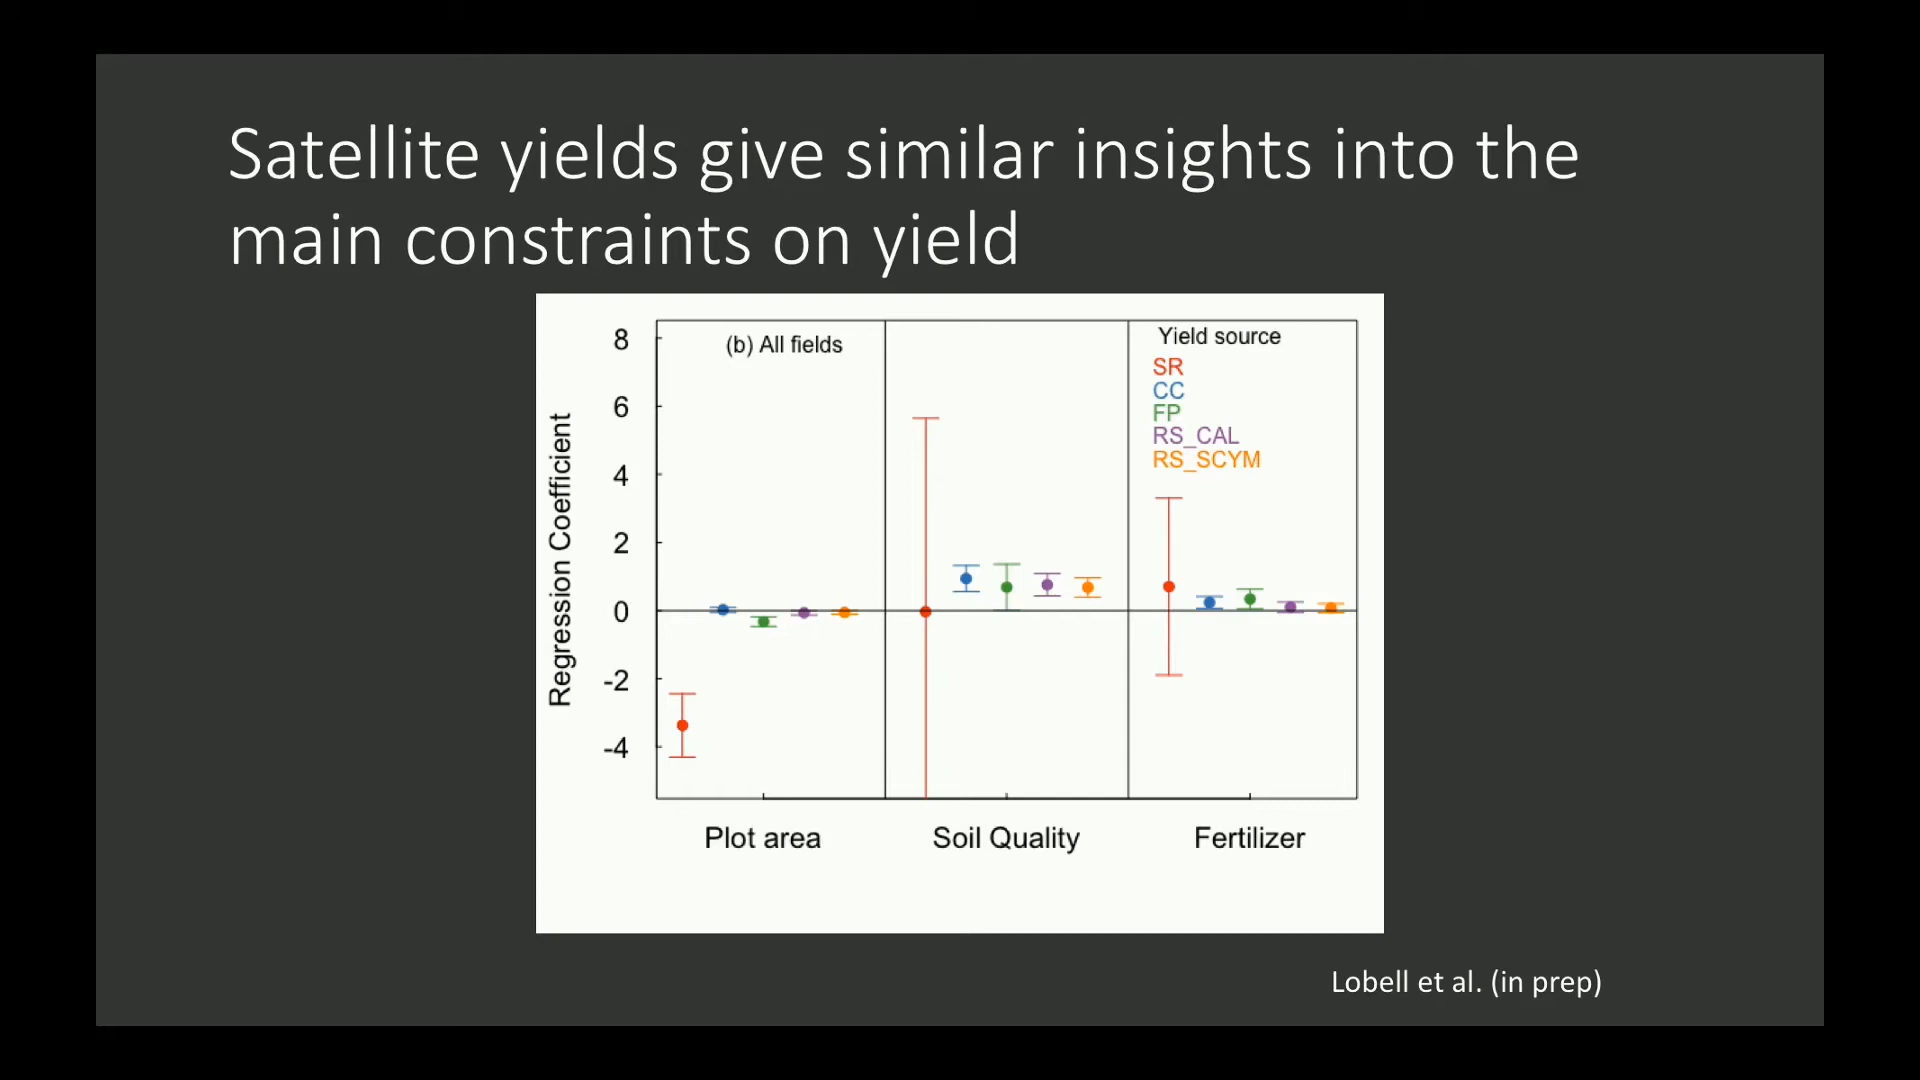 Satellite yields give similar insights into the
main constraints on yield
(b) All fields
Yield source
SR
CC
FP
RS_CAL
RS_SCYM
Regression Coefficient
8
6
4
2
0
-2
-4
Plot area
Soil Quality
Fertilizer
Lobell et al. (in prep)